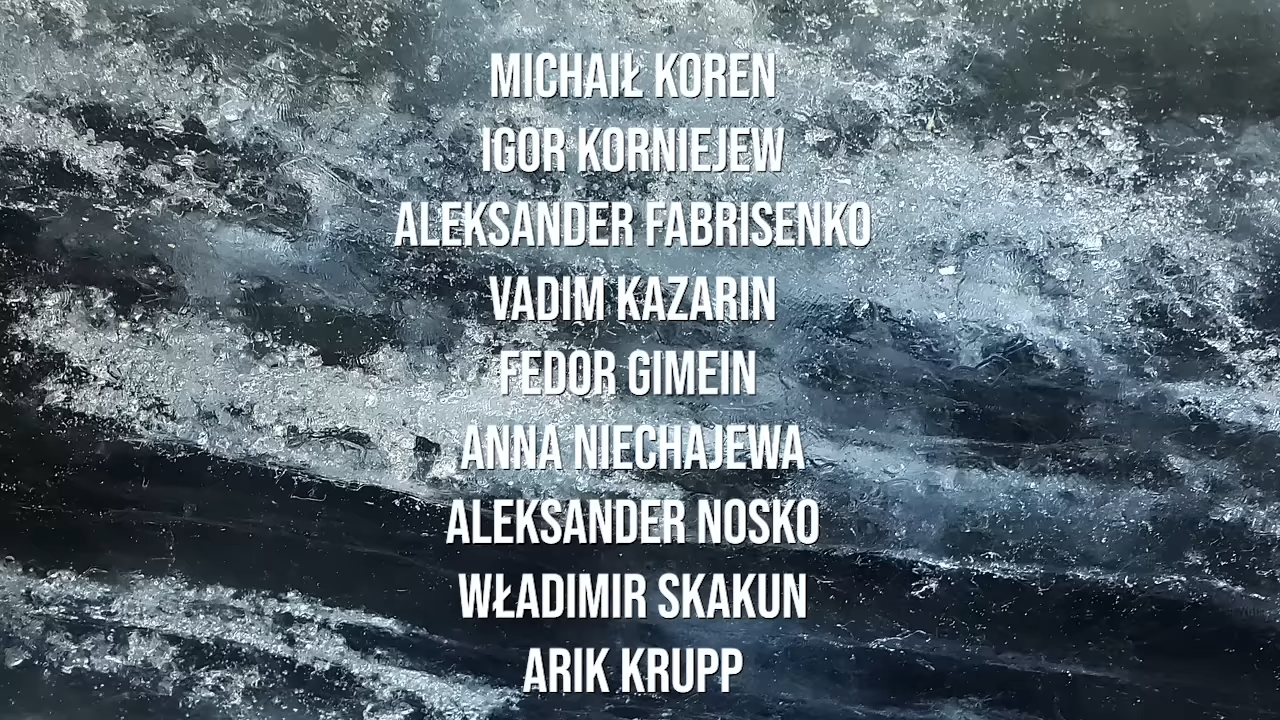 MICHAIŁ KOREN
IGOR KORNIEJEW
ALEKSANDER FABRISENKO
VADIM KAZARIN
FEDOR GIMEIN
ANNA NIECHAJEWA
ALEKSANDER NOSKO
WŁADIMIR SKAKUN
ARIK KRUPP